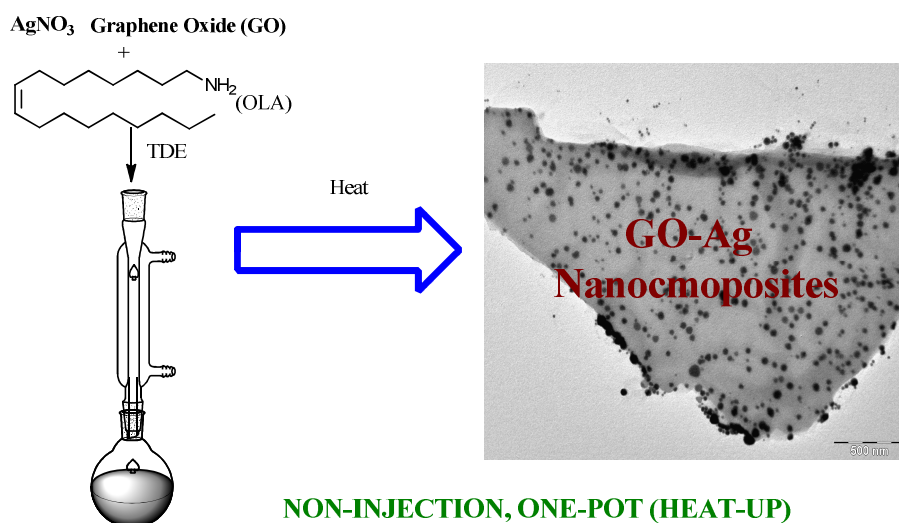 AgNO3 Graphene Oxide (GO)
+
NH2
(OLA)
TDE
Heat
GO-Ag
Nanocmoposites
500 nm
NON-INJECTION, ONE-POT (HEAT-UP)